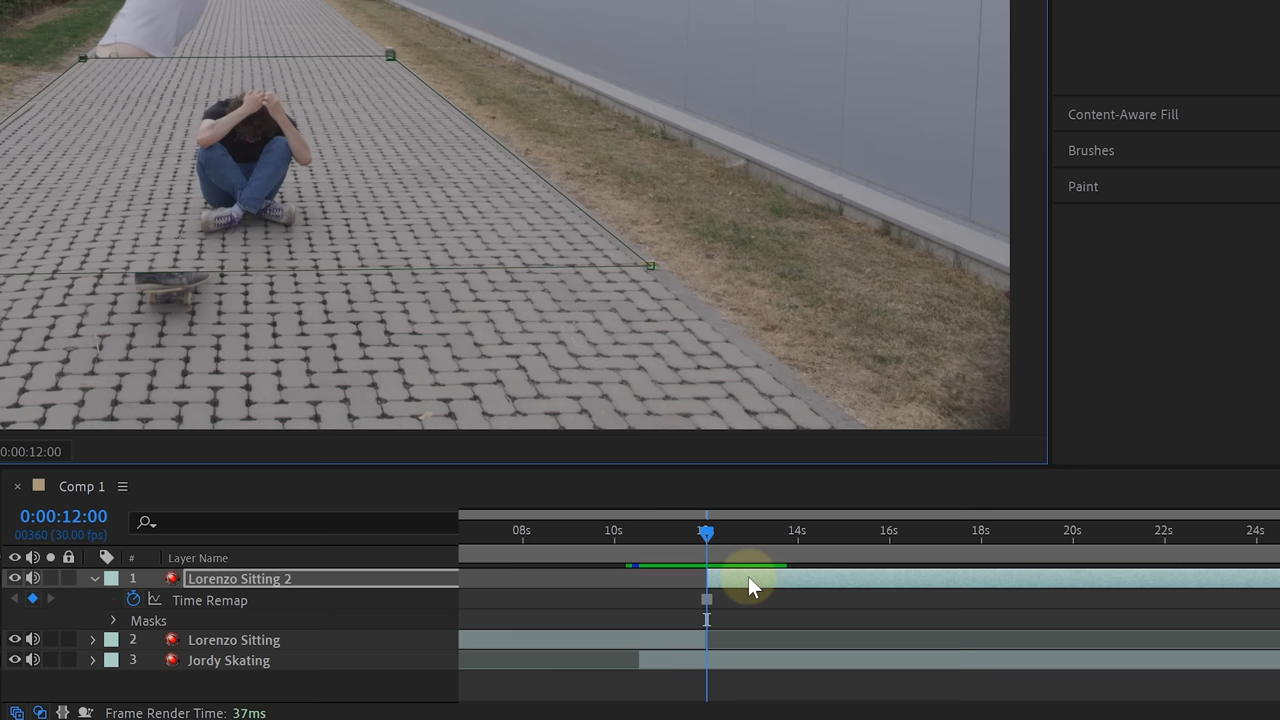 Content-Aware Fill
Brushes
Paint
0:00:12:00
Comp 1
0:00:12:00
00360 (30.00 fps)
08s 10s 14s 16s 18s 20s 22s 24s
# Layer Name
1 Lorenzo Sitting 2
Time Remap
Masks
2 Lorenzo Sitting
3 Jordy Skating
Frame Render Time: 37ms